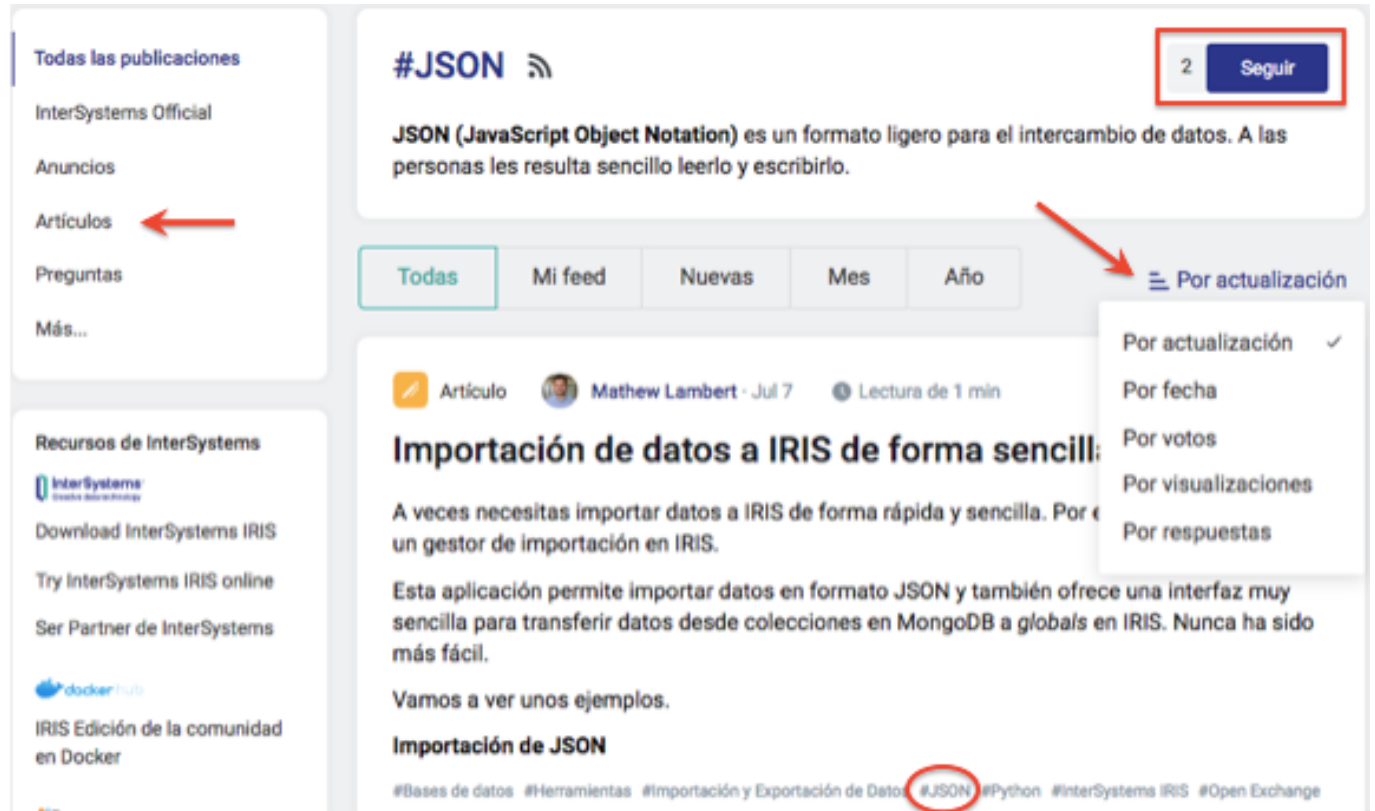 Todas las publicaciones
InterSystems Official
Anuncios
Artículos
Preguntas
Más...
Recursos de InterSystems
InterSystems
Download InterSystems IRIS
Try InterSystems IRIS online
Ser Partner de InterSystems
docker hub
IRIS Edición de la comunidad
en Docker
#JSON
2 Seguir
JSON (JavaScript Object Notation) es un formato ligero para el intercambio de datos. A las
personas les resulta sencillo leerlo y escribirlo.
Todas Mi feed Nuevas Mes Año
Por actualización
Por actualización
Por fecha
Por votos
Por visualizaciones
Por respuestas
Artículo Mathew Lambert · Jul 7 Lectura de 1 min
Importación de datos a IRIS de forma sencill
A veces necesitas importar datos a IRIS de forma rápida y sencilla. Por e
un gestor de importación en IRIS.
Esta aplicación permite importar datos en formato JSON y también ofrece una interfaz muy
sencilla para transferir datos desde colecciones en MongoDB a globals en IRIS. Nunca ha sido
más fácil.
Vamos a ver unos ejemplos.
Importación de JSON
#Bases de datos #Herramientas #Importación y Exportación de Datos #JSON #Python #InterSystems IRIS #Open Exchange